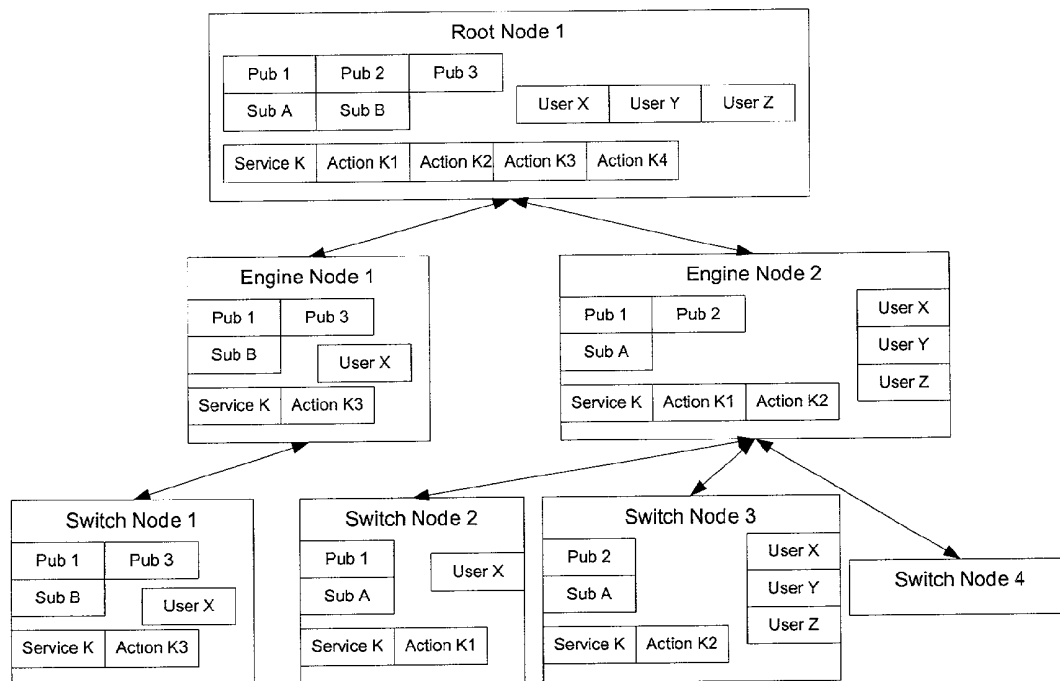 Root Node 1
Pub 1 Pub 2 Pub 3
Sub A Sub B
User X User Y User Z
Service K Action K1 Action K2 Action K3 Action K4
Engine Node 1
Pub 1 Pub 3
Sub B
User X
Service K Action K3
Engine Node 2
Pub 1 Pub 2
Sub A
User X
User Y
User Z
Service K Action K1 Action K2
Switch Node 1
Pub 1 Pub 3
Sub B
User X
Service K Action K3
Switch Node 2
Pub 1
Sub A
User X
Service K Action K1
Switch Node 3
Pub 2
Sub A
User X
User Y
User Z
Service K Action K2
Switch Node 4